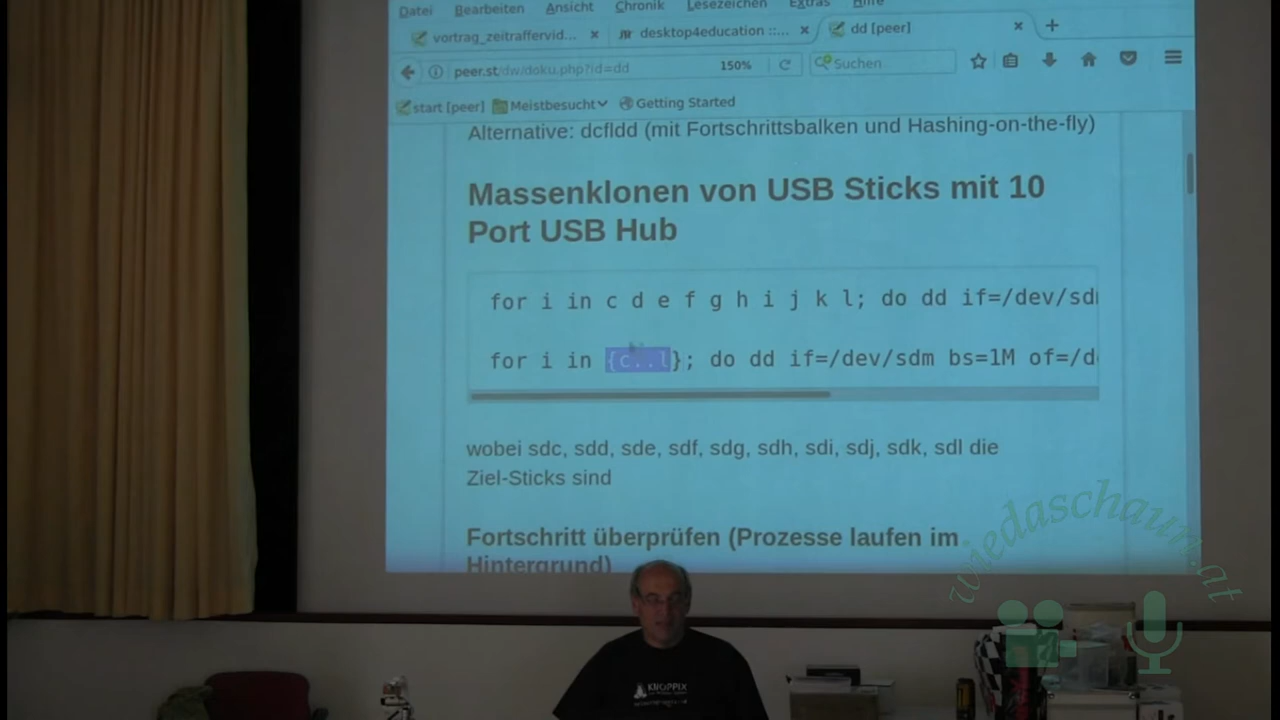 Datei Bearbeiten Ansicht Chronik Lesezeichen Extras Hilfe
vortrag_zeitraffervid... desktop4education ::... dd [peer]
peer.st/dw/doku.php?id=dd 150% Suchen
start [peer] Meistbesucht Getting Started
Alternative: dcfldd (mit Fortschrittsbalken und Hashing-on-the-fly)
Massenklonen von USB Sticks mit 10
Port USB Hub
for i in c d e f g h i j k l; do dd if=/dev/sd
for i in {c..l}; do dd if=/dev/sdm bs=1M of=/d
wobei sdc, sdd, sde, sdf, sdg, sdh, sdi, sdj, sdk, sdl die
Ziel-Sticks sind
Fortschritt überprüfen (Prozesse laufen im
Hintergrund)
wiedaschaun.at
KNOPPIX